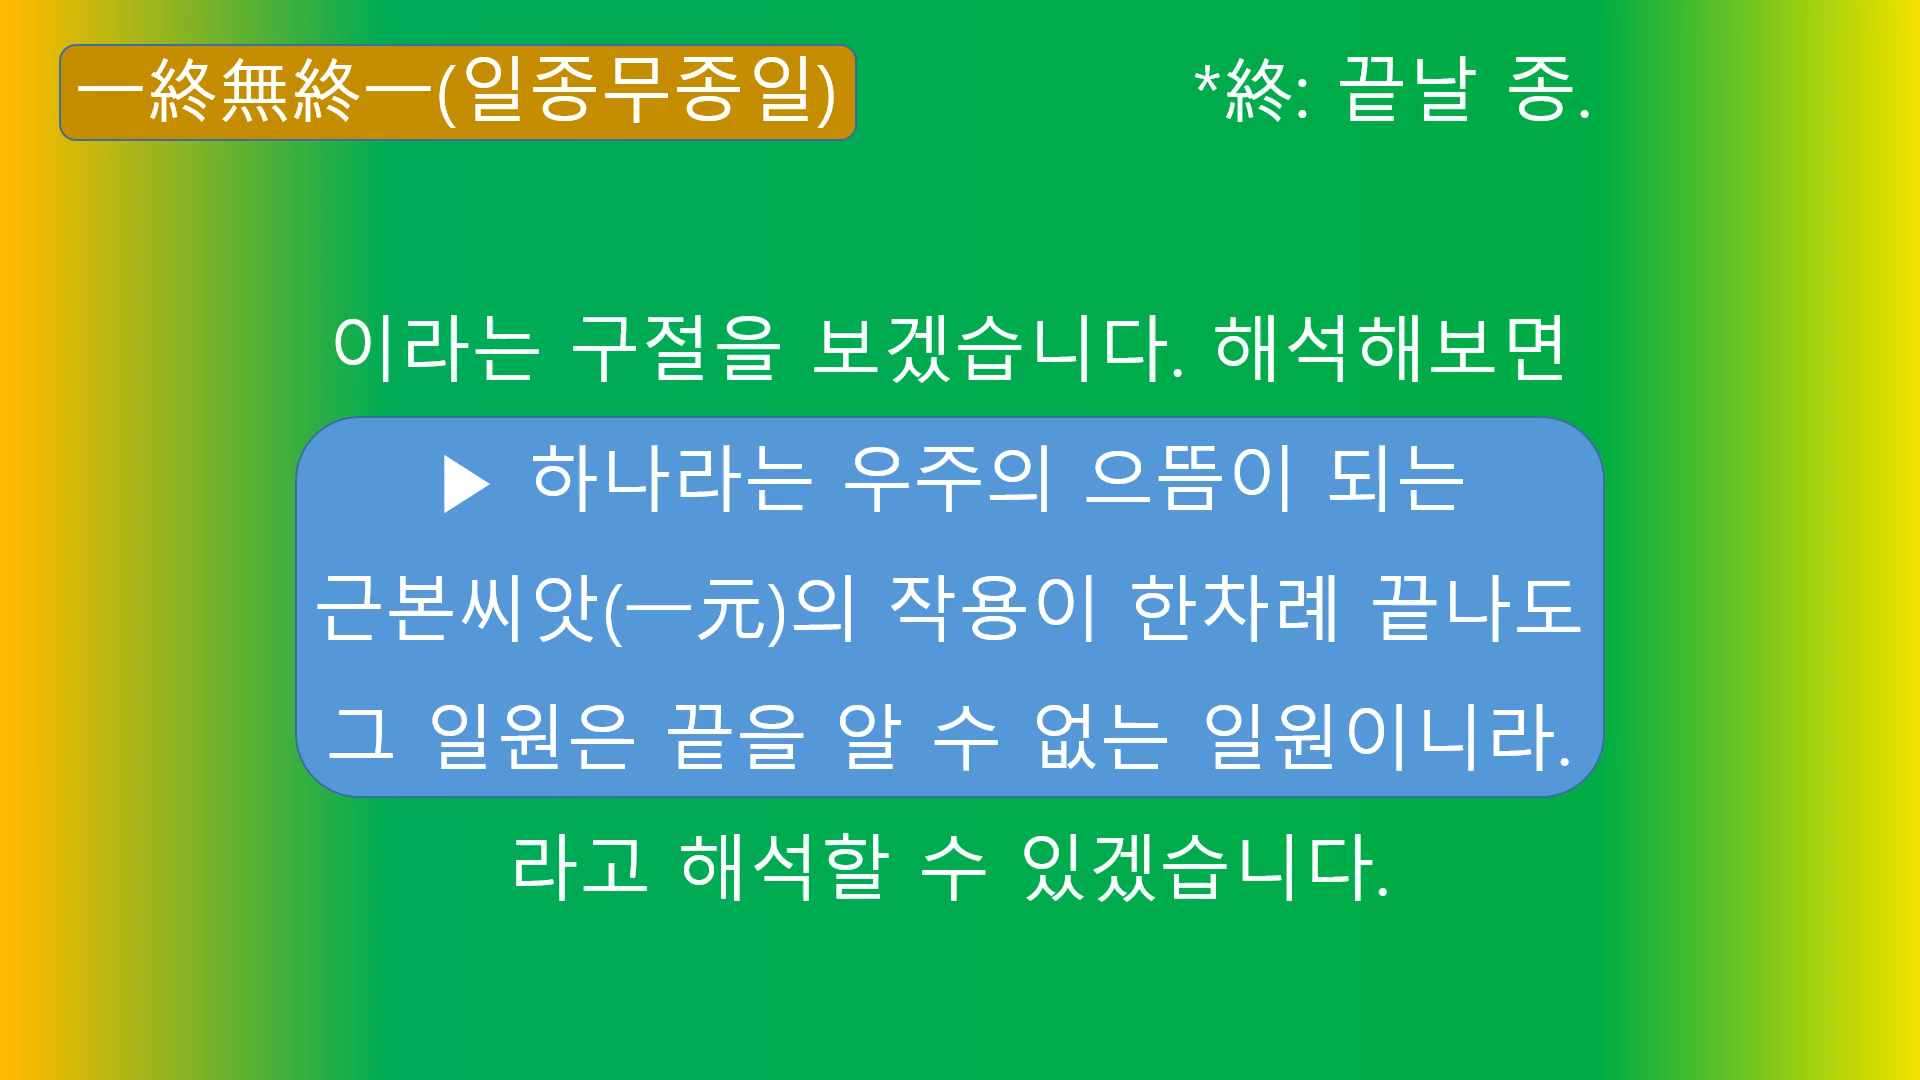 一終無終一(일종무종일)
*終: 끝날 종.
이라는 구절을 보겠습니다. 해석해보면
▶ 하나라는 우주의 으뜸이 되는
근본씨앗(一元)의 작용이 한차례 끝나도
그 일원은 끝을 알 수 없는 일원이니라.
라고 해석할 수 있겠습니다.